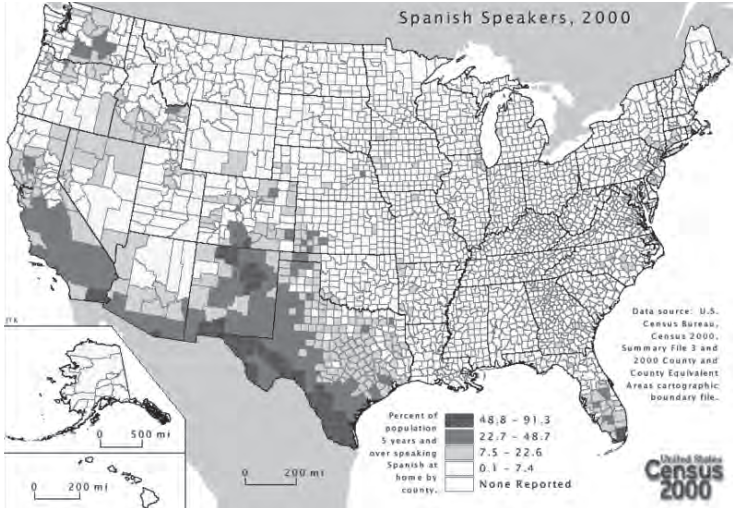 Spanish Speakers, 2000
Data source: U.S.
Census Bureau,
Census 2000,
Summary File 3 and
2000 County and
County Equivalent
Areas cartographic
boundary file.
Percent of
population
5 years and
over speaking
Spanish at
home by
county.
48.8 - 91.3
22.7 - 48.7
7.5 - 22.6
0.1 - 7.4
None Reported
0 500 mi
0 200 mi
0 200 mi
United States
Census
2000